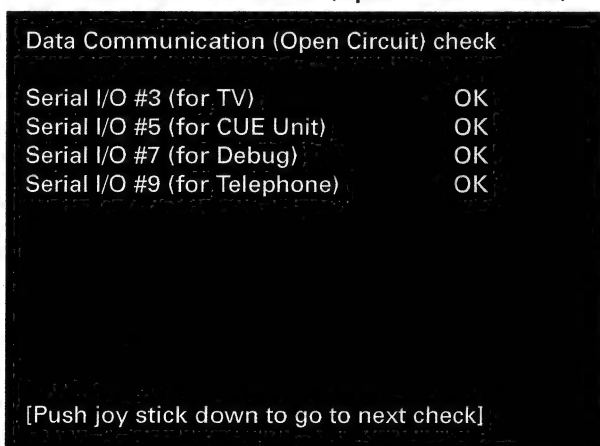 Data Communication (Open Circuit) check
Serial I/O #3 (for TV) OK
Serial I/O #5 (for CUE Unit) OK
Serial I/O #7 (for Debug) OK
Serial I/O #9 (for Telephone) OK
[Push joy stick down to go to next check]